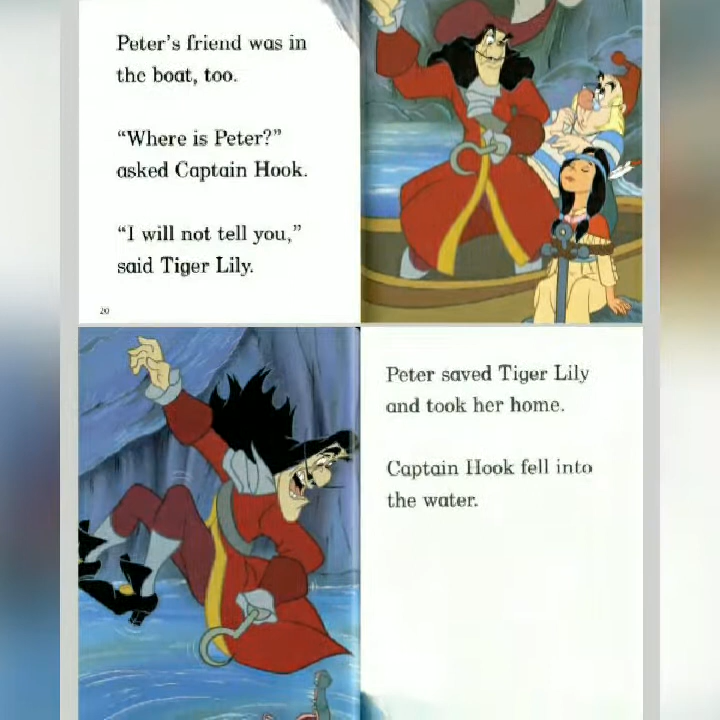 Peter's friend was in
the boat, too.
"Where is Peter?"
asked Captain Hook.
"I will not tell you,"
said Tiger Lily.
20
Peter saved Tiger Lily
and took her home.
Captain Hook fell into
the water.